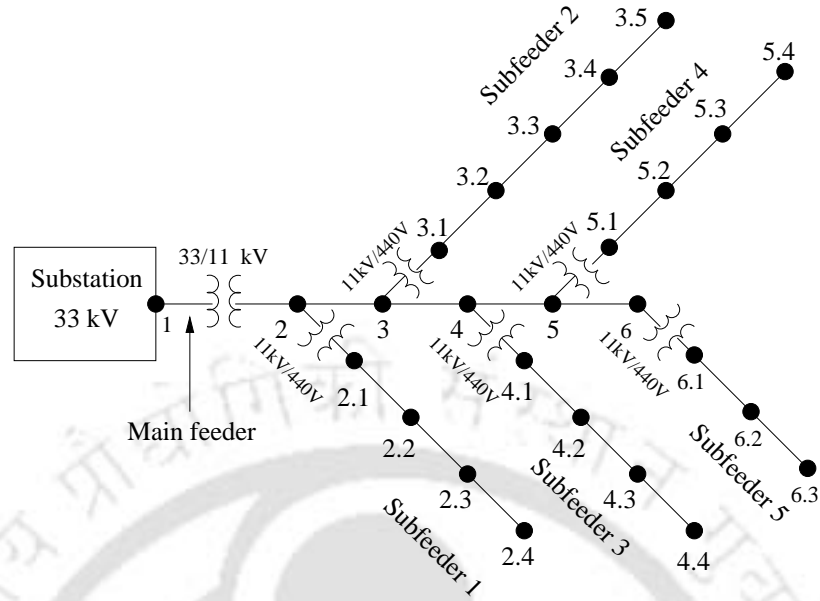 3.5
Subfeeder 2
3.4
5.4
3.3
5.3
Subfeeder 4
3.2
5.2
3.1
5.1
11kV/440V
11kV/440V
33/11 kV
Substation
33 kV
1
2
3
4
5
6
11kV/440V
11kV/440V
11kV/440V
Main feeder
2.1
4.1
6.1
2.2
4.2
6.2
2.3
4.3
6.3
2.4
4.4
Subfeeder 1
Subfeeder 3
Subfeeder 5